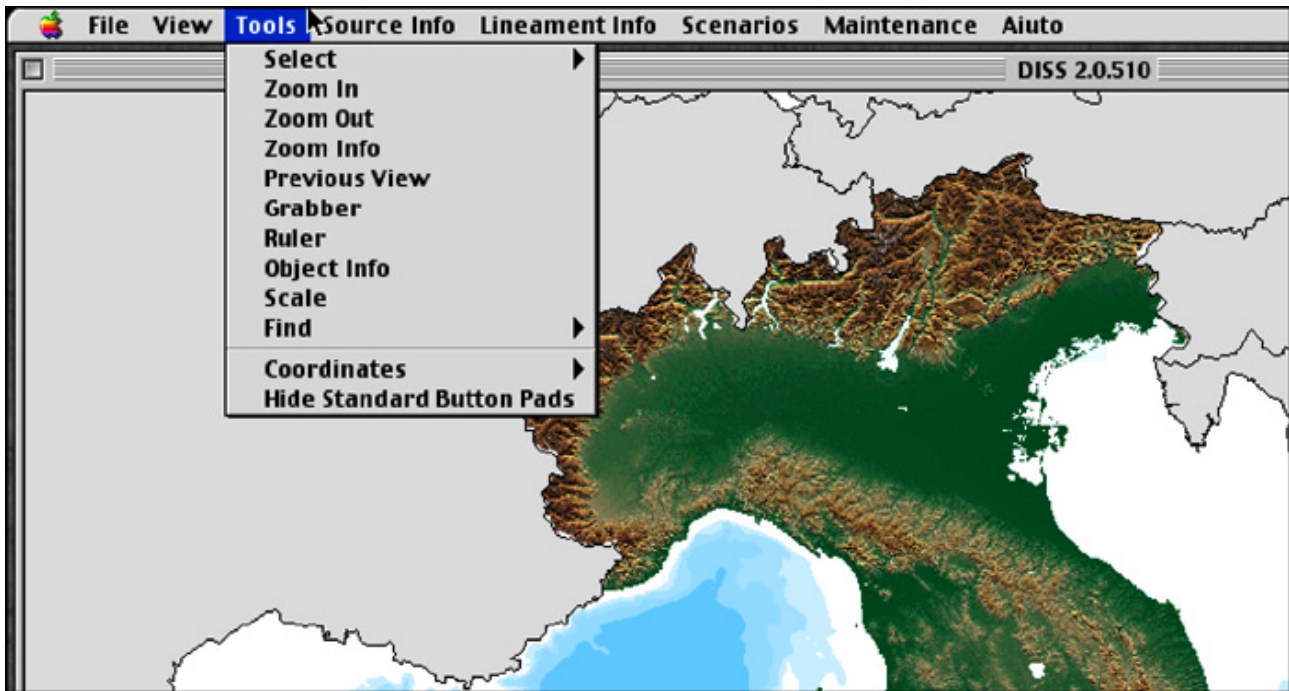 File View Tools Source Info Lineament Info Scenarios Maintenance Aiuto
DISS 2.0.510
Select
Zoom In
Zoom Out
Zoom Info
Previous View
Grabber
Ruler
Object Info
Scale
Find
Coordinates
Hide Standard Button Pads